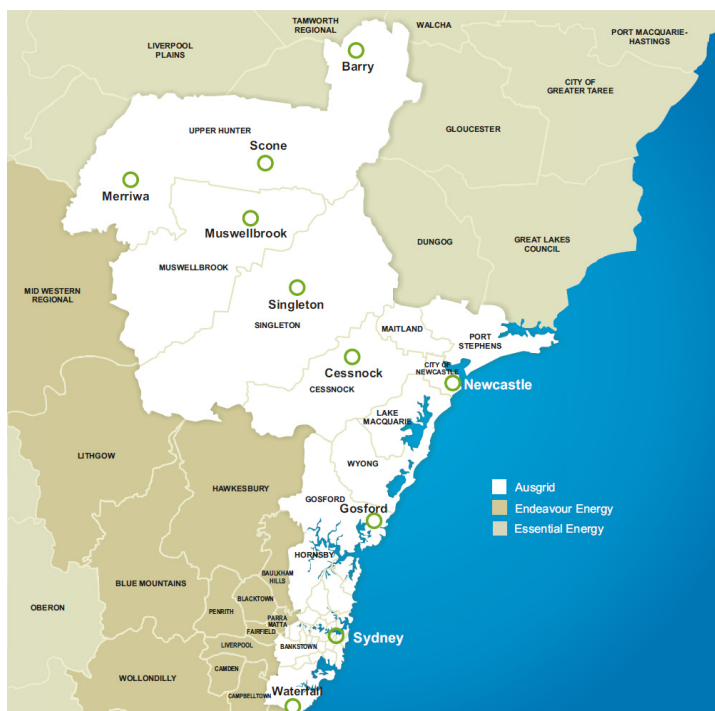 TAMWORTH
REGIONAL
WALCHA
PORT MACQUARIE-
HASTINGS
LIVERPOOL
PLAINS
Barry
CITY OF
GREATER TAREE
UPPER HUNTER
GLOUCESTER
Scone
Merriwa
Muswellbrook
DUNGOG
GREAT LAKES
COUNCIL
MUSWELLBROOK
MID WESTERN
REGIONAL
Singleton
SINGLETON
MAITLAND
PORT
STEPHENS
Cessnock
CESSNOCK
CITY OF
NEWCASTLE
Newcastle
LAKE
MACQUARIE
LITHGOW
WYONG
HAWKESBURY
GOSFORD
Gosford
Ausgrid
Endeavour Energy
Essential Energy
HORNSBY
BAULKHAM
HILLS
BLUE MOUNTAINS
BLACKTOWN
OBERON
PENRITH
PARRA
MATTA
FAIRFIELD
Sydney
LIVERPOOL
BANKSTOWN
CAMDEN
WOLLONDILLY
CAMPBELLTOWN
Waterfall